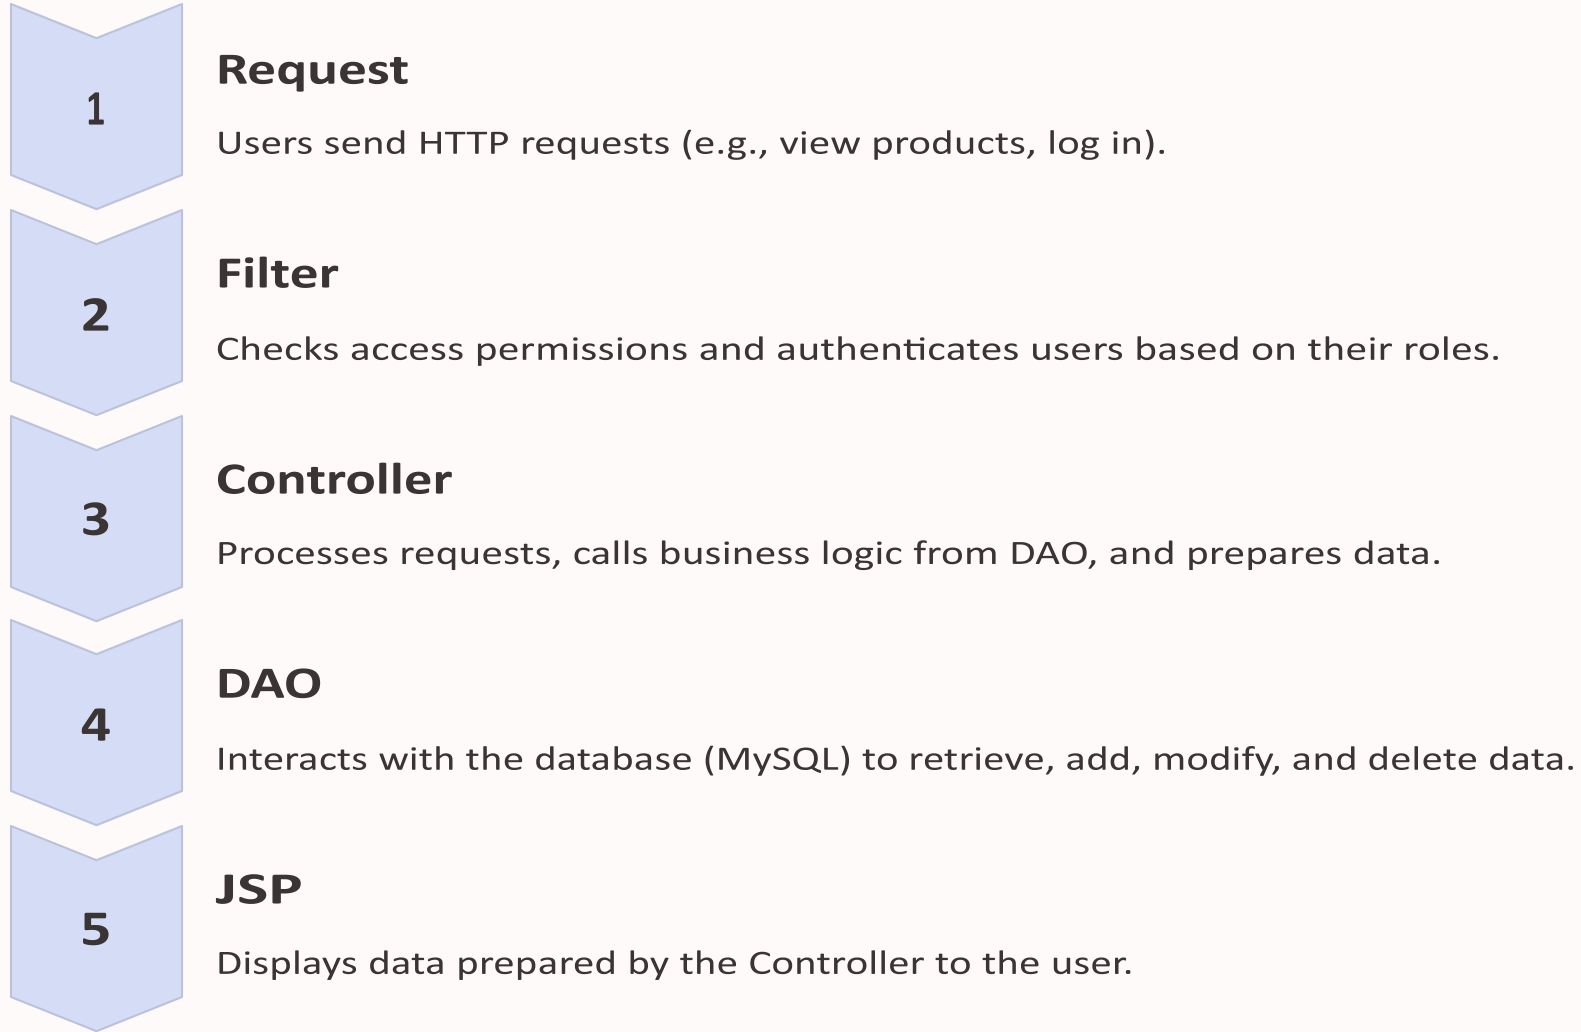 1
Request
Users send HTTP requests (e.g., view products, log in).
2
Filter
Checks access permissions and authenticates users based on their roles.
3
Controller
Processes requests, calls business logic from DAO, and prepares data.
4
DAO
Interacts with the database (MySQL) to retrieve, add, modify, and delete data.
5
JSP
Displays data prepared by the Controller to the user.